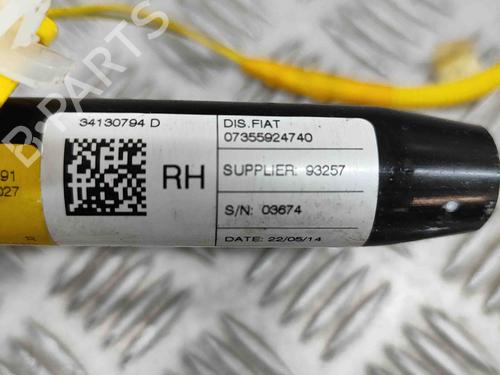 B-PARTS
34130794 D
RH
DIS.FIAT
07355924740
SUPPLIER: 93257
S/N: 03674
DATE: 22/05/14
91
027
R